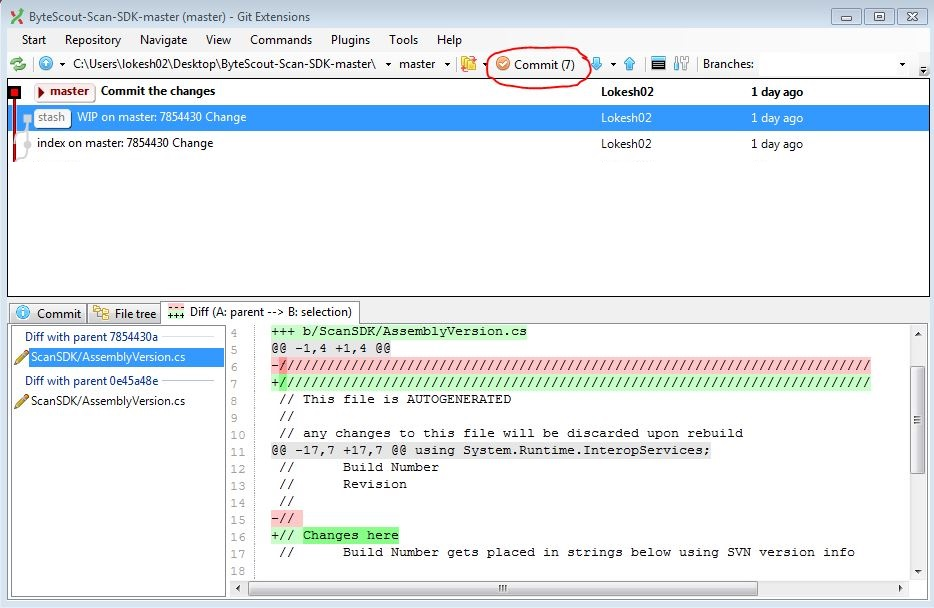 ByteScout-Scan-SDK-master (master) - Git Extensions
Start Repository Navigate View Commands Plugins Tools Help
C:\Users\lokesh02\Desktop\ByteScout-Scan-SDK-master\ master Commit (7) Branches:
master Commit the changes Lokesh02 1 day ago
stash WIP on master: 7854430 Change Lokesh02 1 day ago
index on master: 7854430 Change Lokesh02 1 day ago
Commit File tree Diff (A: parent --> B: selection)
Diff with parent 7854430a
ScanSDK/AssemblyVersion.cs
Diff with parent 0e45a48e
ScanSDK/AssemblyVersion.cs
4 +++ b/ScanSDK/AssemblyVersion.cs
5 @@ -1,4 +1,4 @@
6 -//////////////////////////////////////////////////////////////////////////
7 +//////////////////////////////////////////////////////////////////////////
8 // This file is AUTOGENERATED
9 //
10 // any changes to this file will be discarded upon rebuild
11 @@ -17,7 +17,7 @@ using System.Runtime.InteropServices;
12 // Build Number
13 // Revision
14 //
15 -//
16 +// Changes here
17 // Build Number gets placed in strings below using SVN version info
18